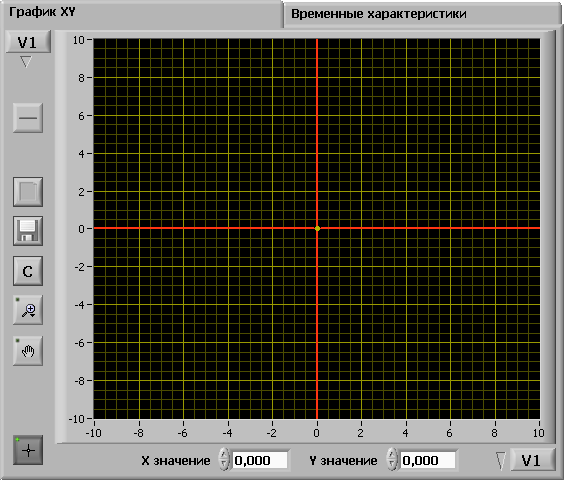 График XY
Временные характеристики
V1
C
10
8
6
4
2
0
-2
-4
-6
-8
-10
-10 -8 -6 -4 -2 0 2 4 6 8 10
X значение 0,000 Y значение 0,000 V1